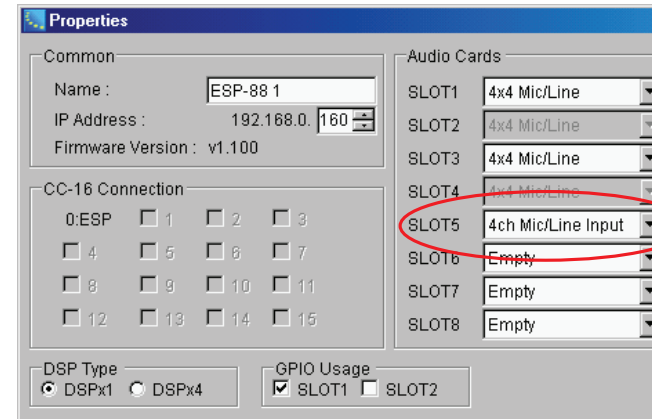 Properties
Common
Name : ESP-88 1
IP Address : 192.168.0. 160
Firmware Version : v1.100
CC-16 Connection
0:ESP 1 2 3
4 5 6 7
8 9 10 11
12 13 14 15
DSP Type
DSPx1 DSPx4
GPIO Usage
SLOT1 SLOT2
Audio Cards
SLOT1 4x4 Mic/Line
SLOT2 4x4 Mic/Line
SLOT3 4x4 Mic/Line
SLOT4 4x4 Mic/Line
SLOT5 4ch Mic/Line Input
SLOT6 Empty
SLOT7 Empty
SLOT8 Empty